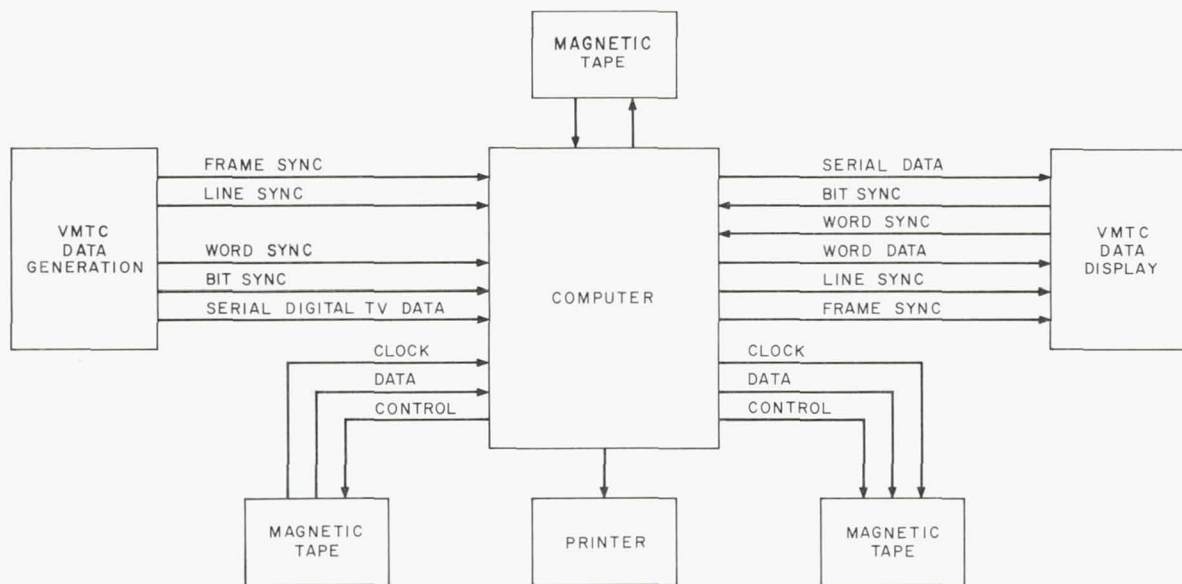 MAGNETIC
TAPE
VMTC
DATA
GENERATION
FRAME SYNC
LINE SYNC
WORD SYNC
BIT SYNC
SERIAL DIGITAL TV DATA
CLOCK
DATA
CONTROL
COMPUTER
SERIAL DATA
BIT SYNC
WORD SYNC
WORD DATA
LINE SYNC
FRAME SYNC
CLOCK
DATA
CONTROL
VMTC
DATA
DISPLAY
MAGNETIC
TAPE
PRINTER
MAGNETIC
TAPE